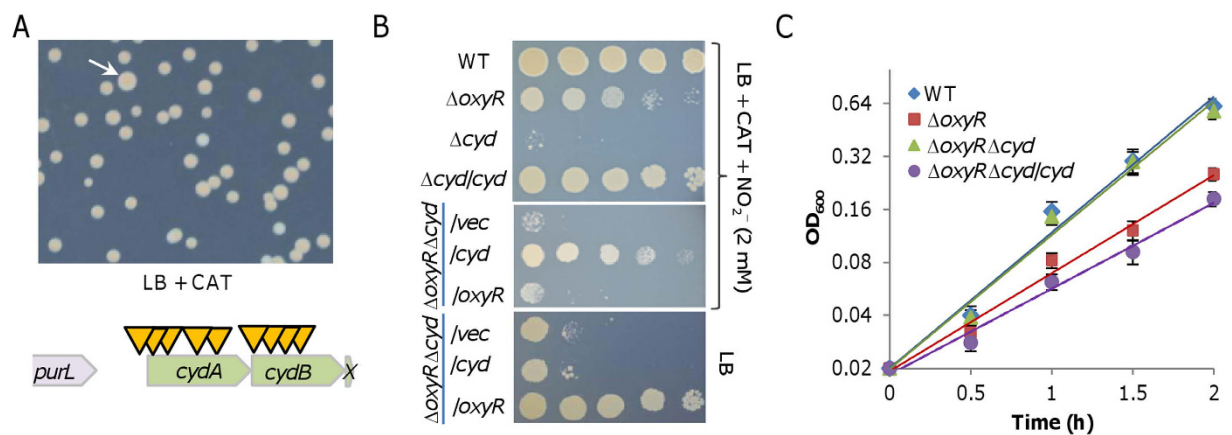 A
LB + CAT
purL
cydA
cydB
X
B
WT
ΔoxyR
Δcyd
Δcyd/cyd
ΔoxyRΔcyd
/vec
/cyd
/oxyR
ΔoxyRΔcyd
/vec
/cyd
/oxyR
LB + CAT + NO₂⁻ (2 mM)
LB
C
OD₆₀₀
0.64
0.32
0.16
0.08
0.04
0.02
WT
ΔoxyR
ΔoxyRΔcyd
ΔoxyRΔcyd/cyd
0
0.5
1
1.5
2
Time (h)